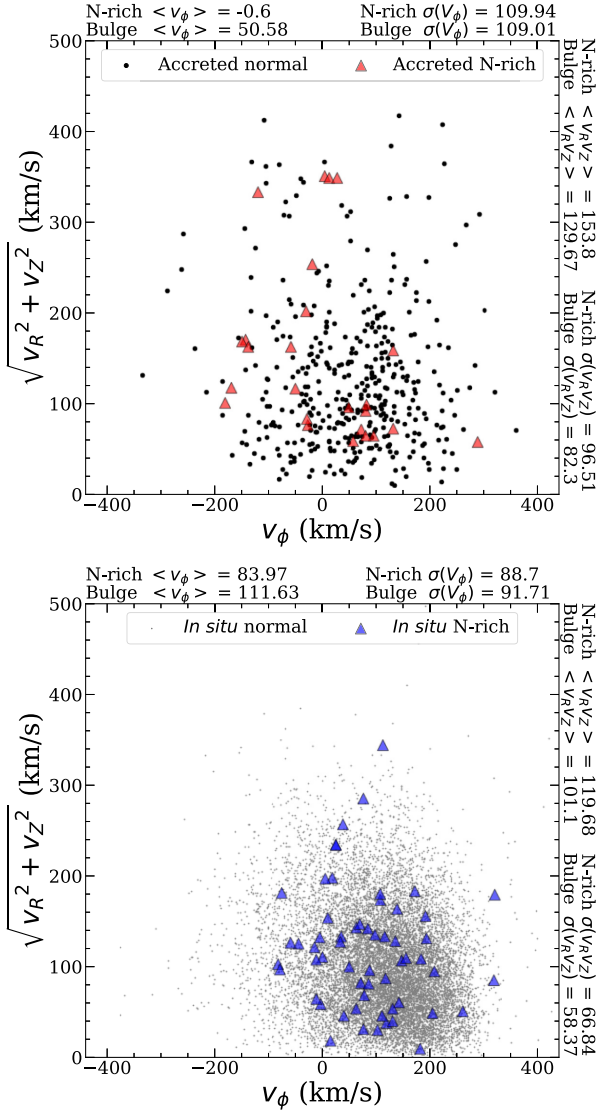 N-rich < v_ϕ > = -0.6 N-rich σ(V_ϕ) = 109.94
Bulge < v_ϕ > = 50.58 Bulge σ(V_ϕ) = 109.01
Accreted normal Accreted N-rich
500
400
300
200
100
0
√(v_R² + v_Z²) (km/s)
−400 −200 0 200 400
v_ϕ (km/s)
N-rich < v_R v_Z > = 153.8 N-rich σ(v_R v_Z) = 96.51
Bulge < v_R v_Z > = 129.67 Bulge σ(v_R v_Z) = 82.3
N-rich < v_ϕ > = 83.97 N-rich σ(V_ϕ) = 88.7
Bulge < v_ϕ > = 111.63 Bulge σ(V_ϕ) = 91.71
In situ normal In situ N-rich
500
400
300
200
100
0
√(v_R² + v_Z²) (km/s)
−400 −200 0 200 400
v_ϕ (km/s)
N-rich < v_R v_Z > = 119.68 N-rich σ(v_R v_Z) = 66.84
Bulge < v_R v_Z > = 101.1 Bulge σ(v_R v_Z) = 58.37